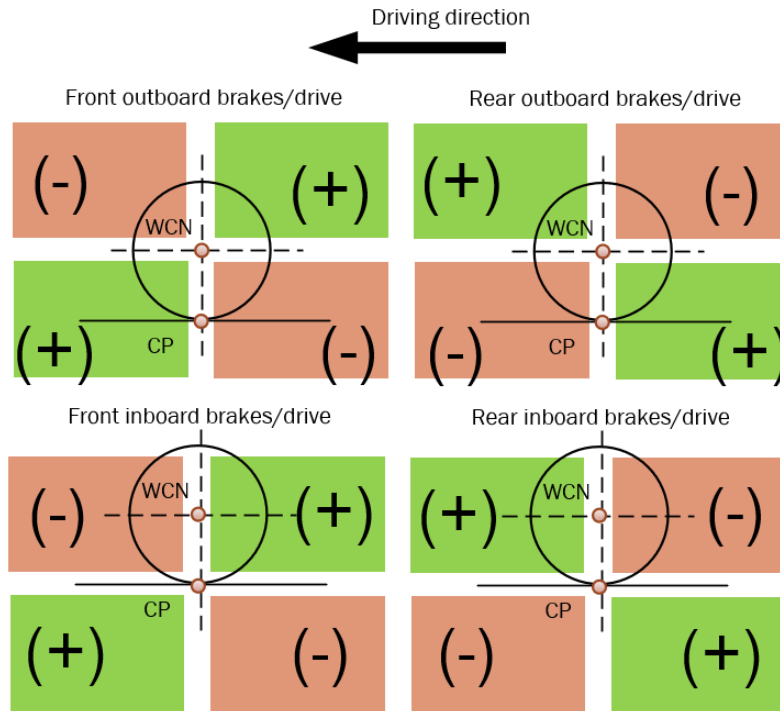 Driving direction
Front outboard brakes/drive
Rear outboard brakes/drive
(-)
(+)
(+)
(-)
WCN
WCN
(+)
CP
(-)
(-)
CP
(+)
Front inboard brakes/drive
Rear inboard brakes/drive
(-)
WCN
(+)
(+)
WCN
(-)
(+)
CP
(-)
(-)
CP
(+)